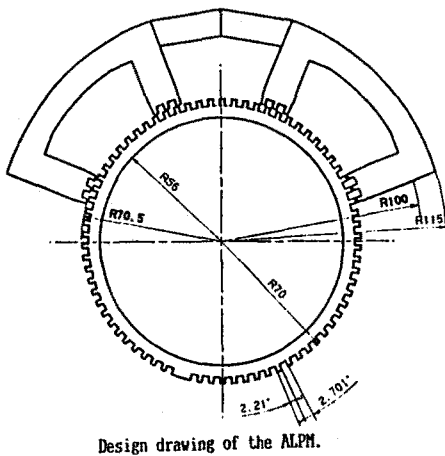 R56
R70.5
R100
R115
R70
2.21°
2.701°
Design drawing of the ALPM.